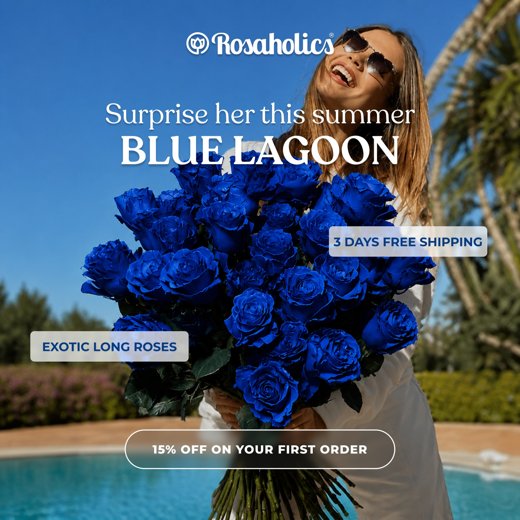 Rosaholics®
Surprise her this summer
BLUE LAGOON
3 DAYS FREE SHIPPING
EXOTIC LONG ROSES
15% OFF ON YOUR FIRST ORDER